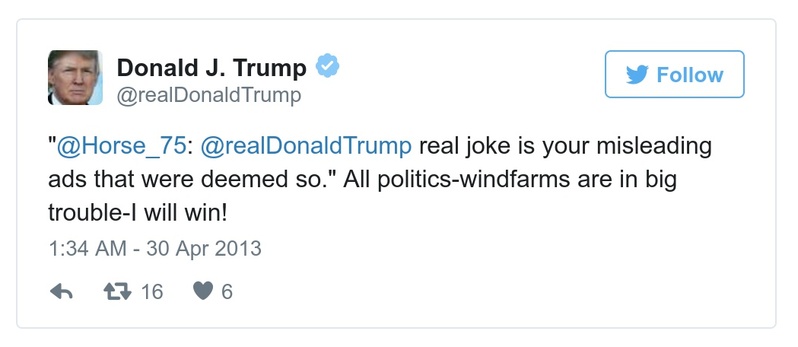 Donald J. Trump
@realDonaldTrump
Follow
"@Horse_75: @realDonaldTrump real joke is your misleading
ads that were deemed so." All politics-windfarms are in big
trouble-I will win!
1:34 AM - 30 Apr 2013
16 6